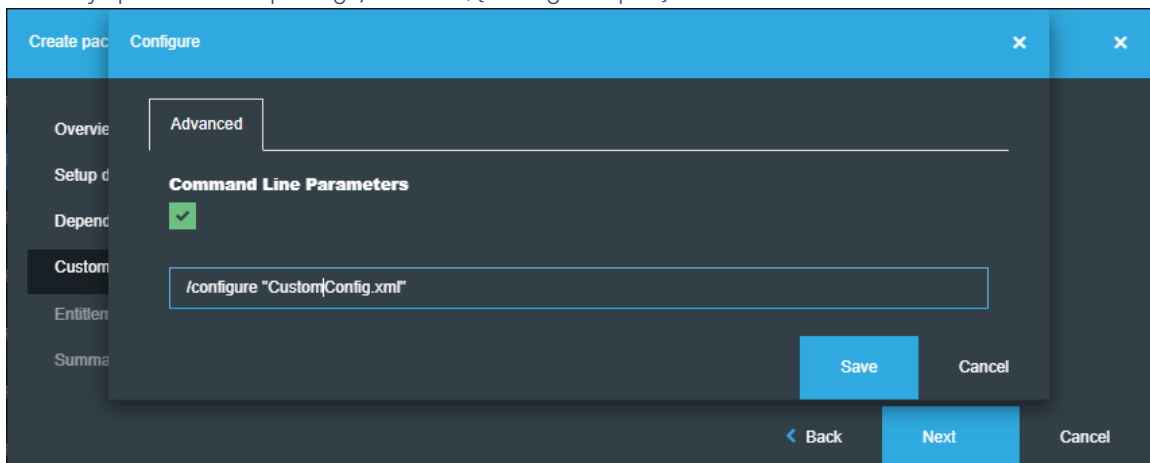 Create pac
Configure
Overvie
Setup d
Depend
Custom
Entitlem
Summa
Advanced
Command Line Parameters
/configure "CustomConfig.xml"
Save
Cancel
Back
Next
Cancel